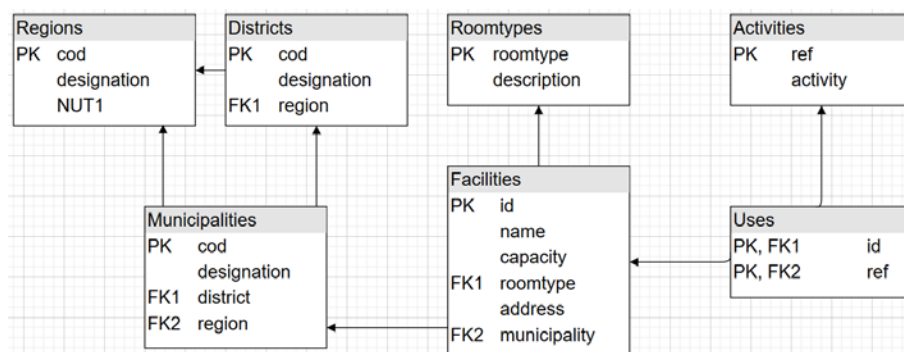 Regions
PK cod
designation
NUT1
Districts
PK cod
designation
FK1 region
Roomtypes
PK roomtype
description
Activities
PK ref
activity
Municipalities
PK cod
designation
FK1 district
FK2 region
Facilities
PK id
name
capacity
FK1 roomtype
address
FK2 municipality
Uses
PK, FK1 id
PK, FK2 ref